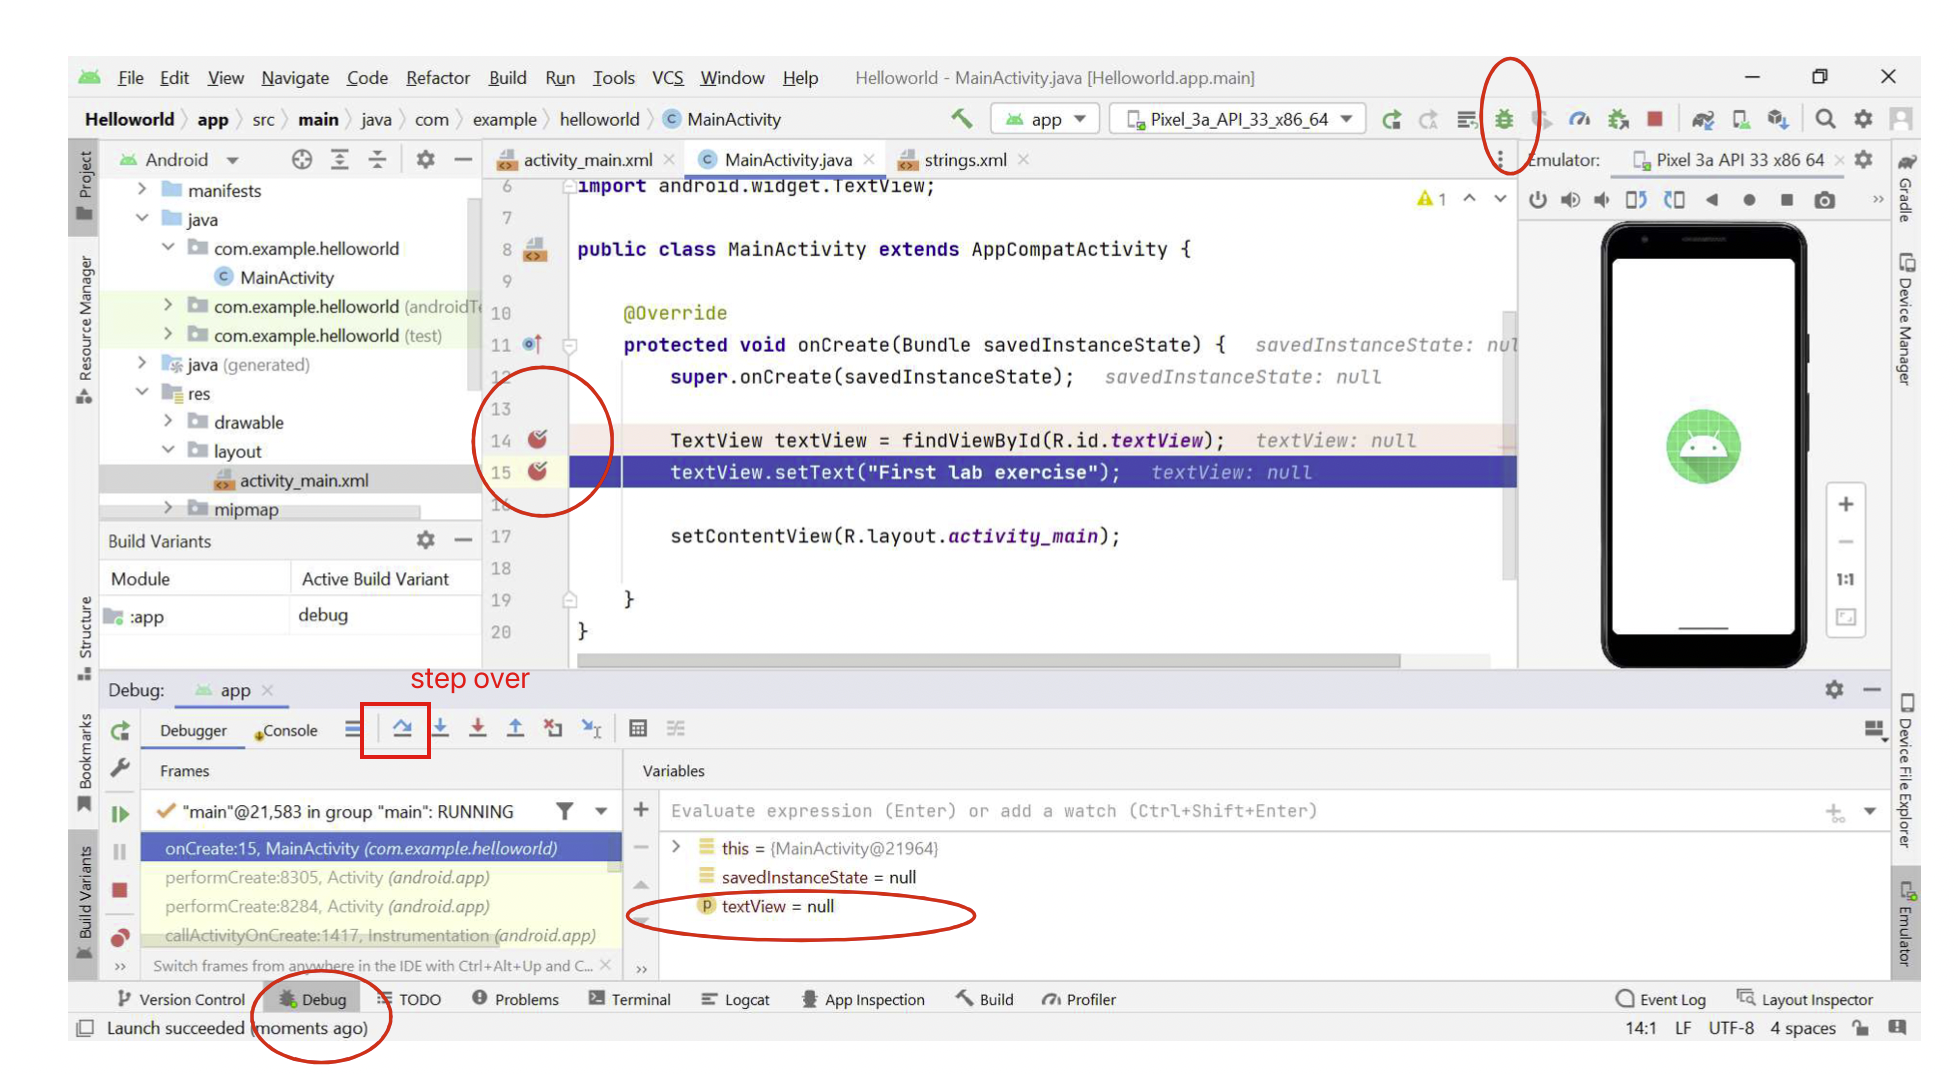 File Edit View Navigate Code Refactor Build Run Tools VCS Window Help Helloworld - MainActivity.java [Helloworld.app.main]
Helloworld app src main java com example helloworld MainActivity app Pixel_3a_API_33_x86_64
Project
Resource Manager
Structure
Bookmarks
Build Variants
Android
manifests
java
com.example.helloworld
MainActivity
com.example.helloworld (androidTe
com.example.helloworld (test)
java (generated)
res
drawable
layout
activity_main.xml
mipmap
Build Variants
Module Active Build Variant
:app debug
activity_main.xml MainActivity.java strings.xml
6 import android.widget.TextView;
7
8 public class MainActivity extends AppCompatActivity {
9
10 @Override
11 protected void onCreate(Bundle savedInstanceState) { savedInstanceState: nul
12 super.onCreate(savedInstanceState); savedInstanceState: null
13
14 TextView textView = findViewById(R.id.textView); textView: null
15 textView.setText("First lab exercise"); textView: null
16
17 setContentView(R.layout.activity_main);
18
19 }
20 }
1
Emulator: Pixel 3a API 33 x86 64
1:1
Gradle
Device Manager
Device File Explorer
Emulator
step over
Debug: app
Debugger Console
Frames
"main"@21,583 in group "main": RUNNING
onCreate:15, MainActivity (com.example.helloworld)
performCreate:8305, Activity (android.app)
performCreate:8284, Activity (android.app)
callActivityOnCreate:1417, Instrumentation (android.app)
Switch frames from anywhere in the IDE with Ctrl+Alt+Up and C...
Variables
Evaluate expression (Enter) or add a watch (Ctrl+Shift+Enter)
this = {MainActivity@21964}
savedInstanceState = null
textView = null
Version Control Debug TODO Problems Terminal Logcat App Inspection Build Profiler Event Log Layout Inspector
Launch succeeded (moments ago) 14:1 LF UTF-8 4 spaces